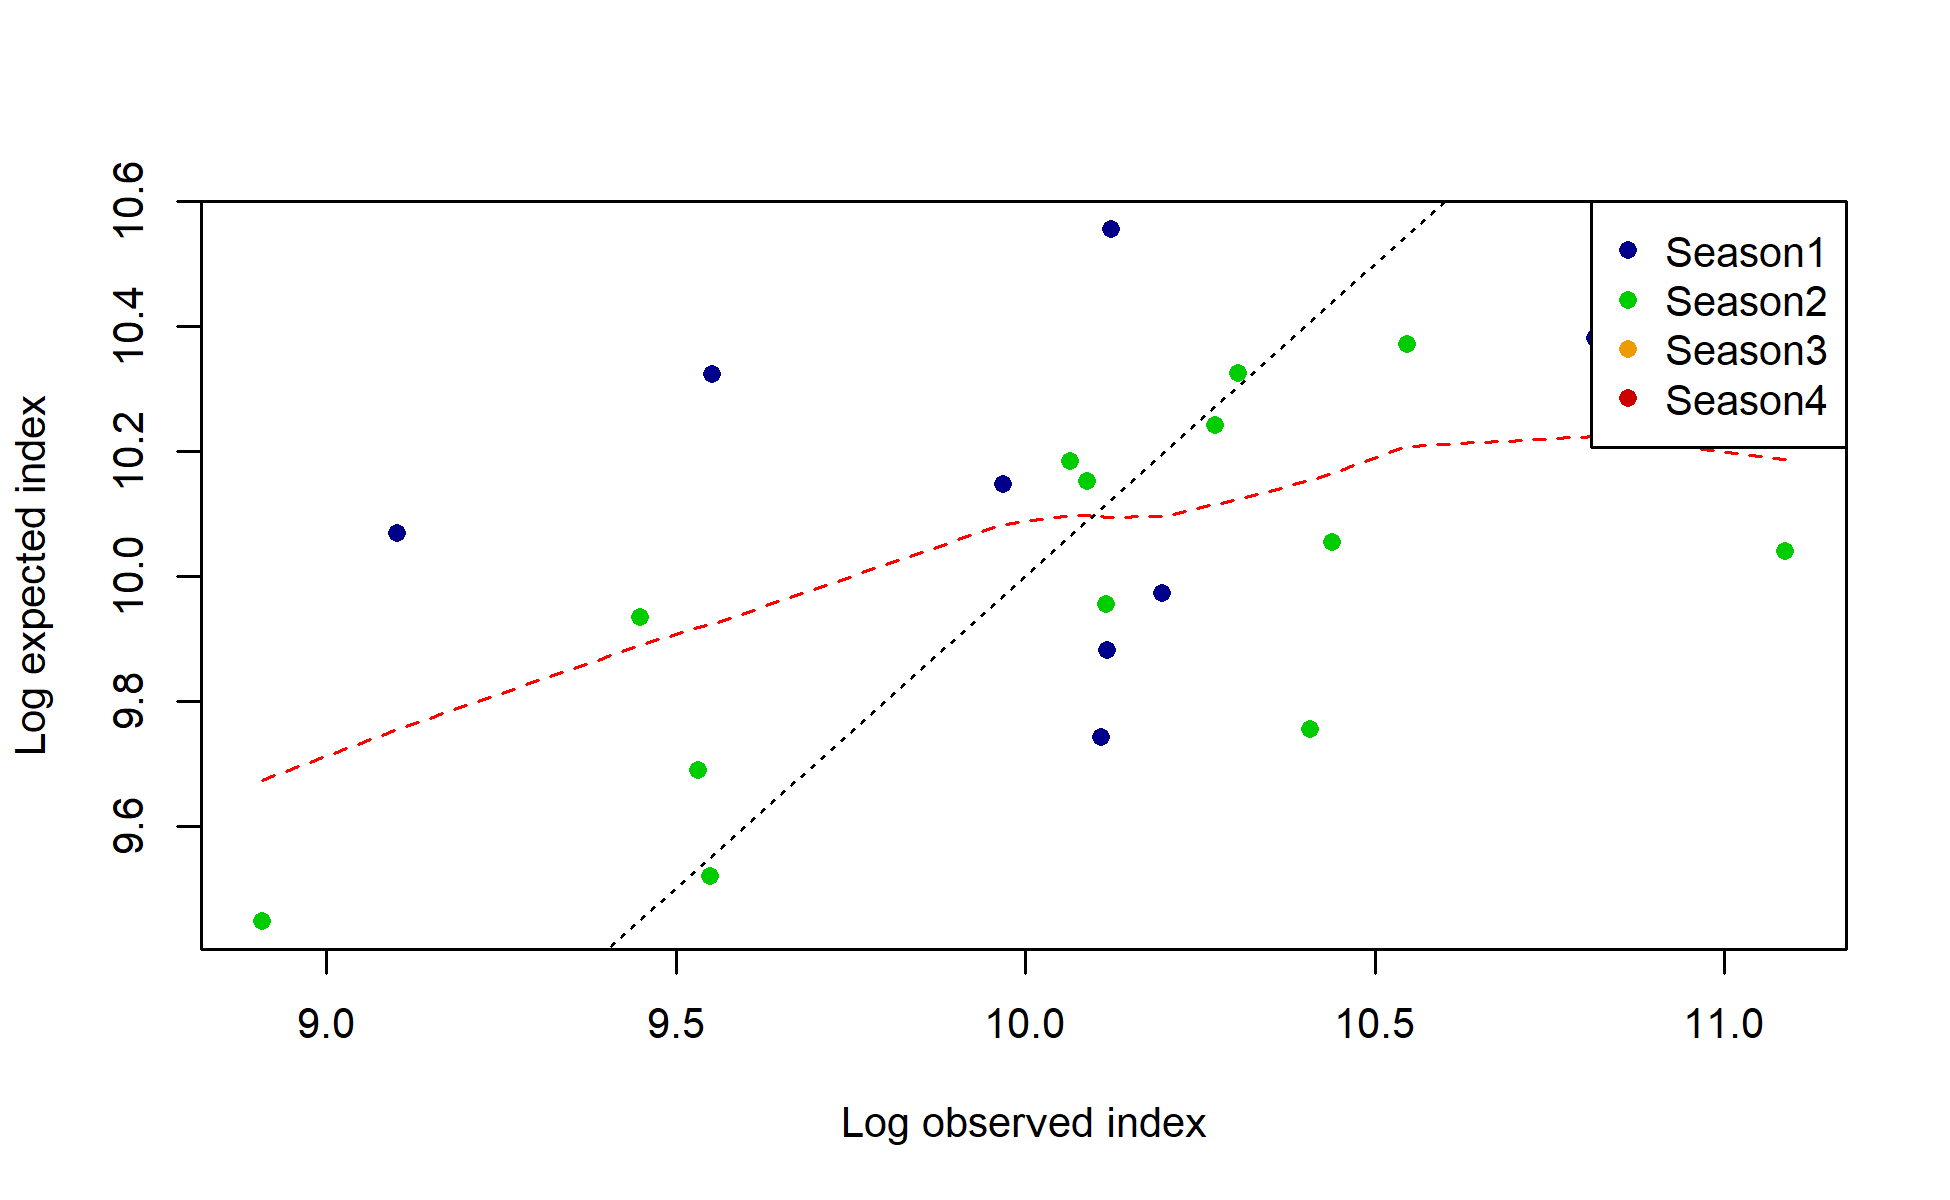 Log expected index
10.6
10.4
10.2
10.0
9.8
9.6
Season1
Season2
Season3
Season4
9.0 9.5 10.0 10.5 11.0
Log observed index